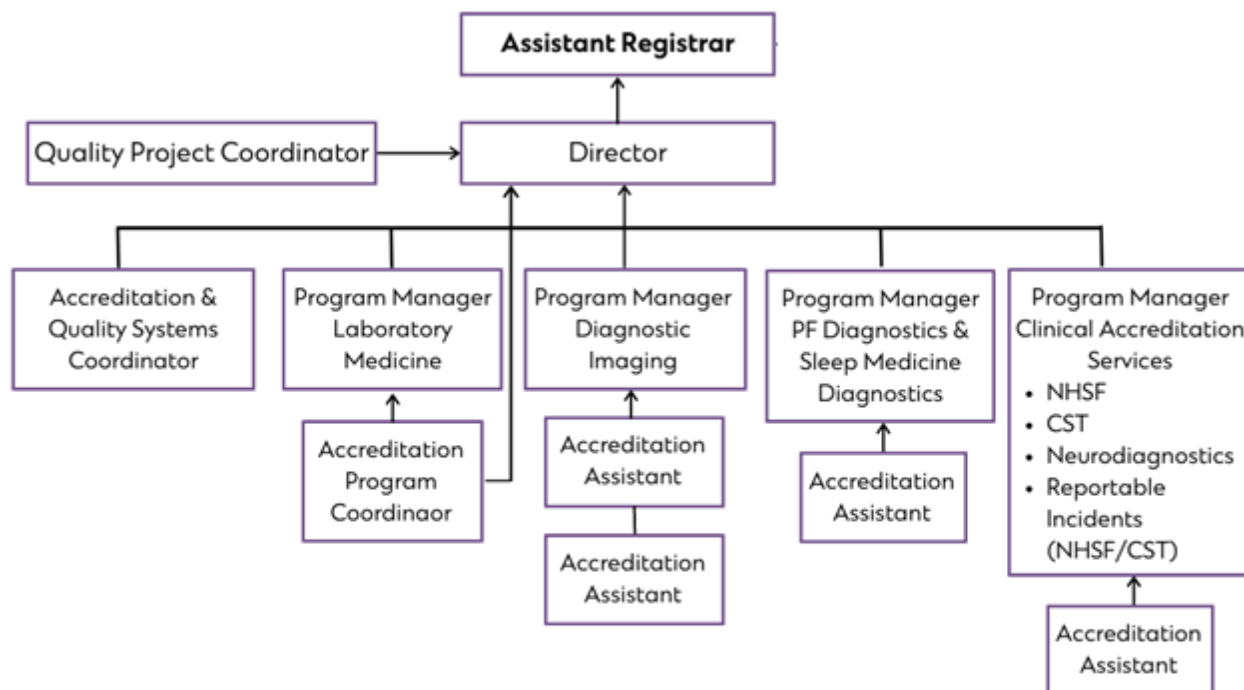 Assistant Registrar
Quality Project Coordinator
Director
Accreditation &
Quality Systems
Coordinator
Program Manager
Laboratory
Medicine
Program Manager
Diagnostic
Imaging
Program Manager
PF Diagnostics &
Sleep Medicine
Diagnostics
Program Manager
Clinical Accreditation
Services
• NHSF
• CST
• Neurodiagnostics
• Reportable
Incidents
(NHSF/CST)
Accreditation
Program
Coordinaor
Accreditation
Assistant
Accreditation
Assistant
Accreditation
Assistant
Accreditation
Assistant